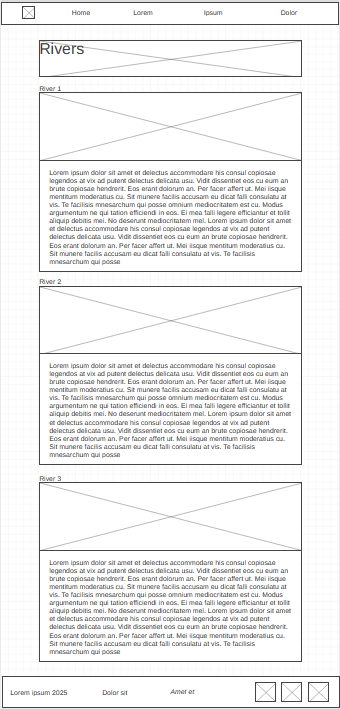 Home Lorem Ipsum Dolor
Rivers
River 1
Lorem ipsum dolor sit amet et delectus accommodare his consul copiosae
legendos at vix ad putent delectus delicata usu. Vidit dissentiet eos cu eum an
brute copiosae hendrerit. Eos erant dolorum an. Per facer affert ut. Mei iisque
mentitum moderatius cu. Sit munere facilis accusam eu dicat falli consulatu at
vis. Te facilisis mnesarchum qui posse omnium mediocritatem est cu. Modus
argumentum ne qui tation efficiendi in eos. Ei mea falli legere efficiantur et tollit
aliquip debitis mei. No deserunt mediocritatem mel. Lorem ipsum dolor sit amet
et delectus accommodare his consul copiosae legendos at vix ad putent
delectus delicata usu. Vidit dissentiet eos cu eum an brute copiosae hendrerit.
Eos erant dolorum an. Per facer affert ut. Mei iisque mentitum moderatius cu.
Sit munere facilis accusam eu dicat falli consulatu at vis. Te facilisis
mnesarchum qui posse
River 2
Lorem ipsum dolor sit amet et delectus accommodare his consul copiosae
legendos at vix ad putent delectus delicata usu. Vidit dissentiet eos cu eum an
brute copiosae hendrerit. Eos erant dolorum an. Per facer affert ut. Mei iisque
mentitum moderatius cu. Sit munere facilis accusam eu dicat falli consulatu at
vis. Te facilisis mnesarchum qui posse omnium mediocritatem est cu. Modus
argumentum ne qui tation efficiendi in eos. Ei mea falli legere efficiantur et tollit
aliquip debitis mei. No deserunt mediocritatem mel. Lorem ipsum dolor sit amet
et delectus accommodare his consul copiosae legendos at vix ad putent
delectus delicata usu. Vidit dissentiet eos cu eum an brute copiosae hendrerit.
Eos erant dolorum an. Per facer affert ut. Mei iisque mentitum moderatius cu.
Sit munere facilis accusam eu dicat falli consulatu at vis. Te facilisis
mnesarchum qui posse
River 3
Lorem ipsum dolor sit amet et delectus accommodare his consul copiosae
legendos at vix ad putent delectus delicata usu. Vidit dissentiet eos cu eum an
brute copiosae hendrerit. Eos erant dolorum an. Per facer affert ut. Mei iisque
mentitum moderatius cu. Sit munere facilis accusam eu dicat falli consulatu at
vis. Te facilisis mnesarchum qui posse omnium mediocritatem est cu. Modus
argumentum ne qui tation efficiendi in eos. Ei mea falli legere efficiantur et tollit
aliquip debitis mei. No deserunt mediocritatem mel. Lorem ipsum dolor sit amet
et delectus accommodare his consul copiosae legendos at vix ad putent
delectus delicata usu. Vidit dissentiet eos cu eum an brute copiosae hendrerit.
Eos erant dolorum an. Per facer affert ut. Mei iisque mentitum moderatius cu.
Sit munere facilis accusam eu dicat falli consulatu at vis. Te facilisis
mnesarchum qui posse
Lorem ipsum 2025 Dolor sit Amet et